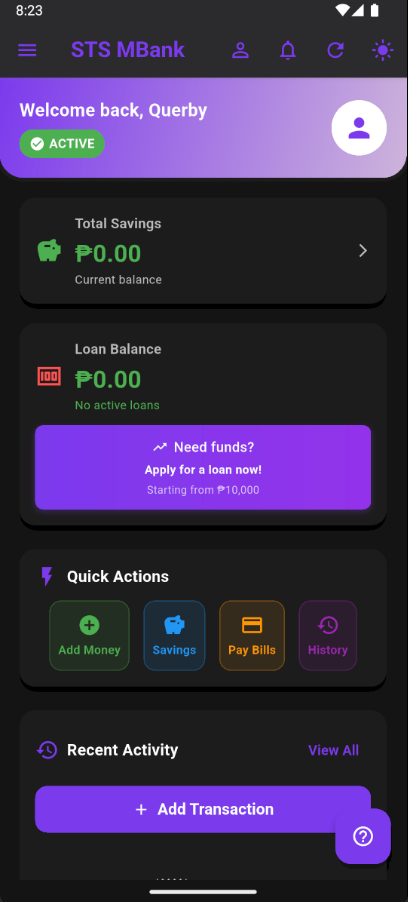 8:23
STS MBank
Welcome back, Querby
ACTIVE
Total Savings
₱0.00
Current balance
Loan Balance
₱0.00
No active loans
Need funds?
Apply for a loan now!
Starting from ₱10,000
Quick Actions
Add Money
Savings
Pay Bills
History
Recent Activity
View All
+ Add Transaction